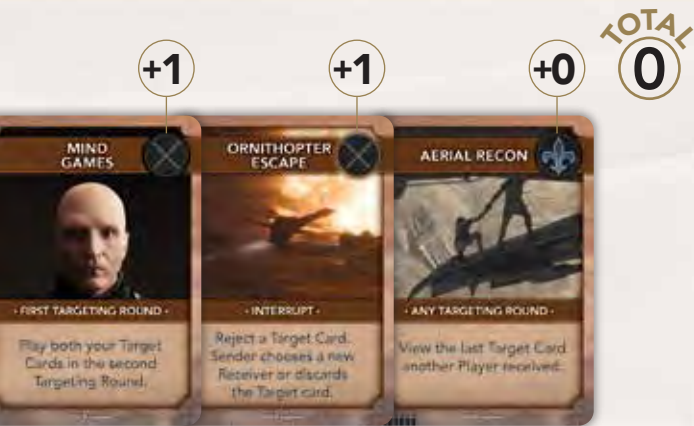 TOTAL
+1
+1
+0
0
MIND
GAMES
ORNITHOPTER
ESCAPE
AERIAL RECON
• FIRST TARGETING ROUND •
• INTERRUPT •
• ANY TARGETING ROUND •
Play both your Target
Cards in the second
Targeting Round.
Reject a Target Card.
Sender chooses a new
Receiver or discards
the Target card.
View the last Target Card
another Player received.